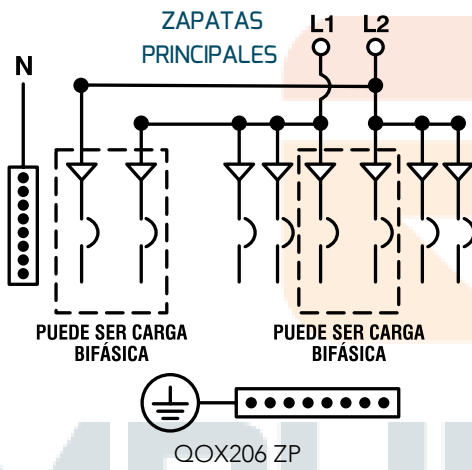 ZAPATAS
PRINCIPALES
L1
L2
N
PUEDE SER CARGA
BIFÁSICA
PUEDE SER CARGA
BIFÁSICA
QOX206 ZP